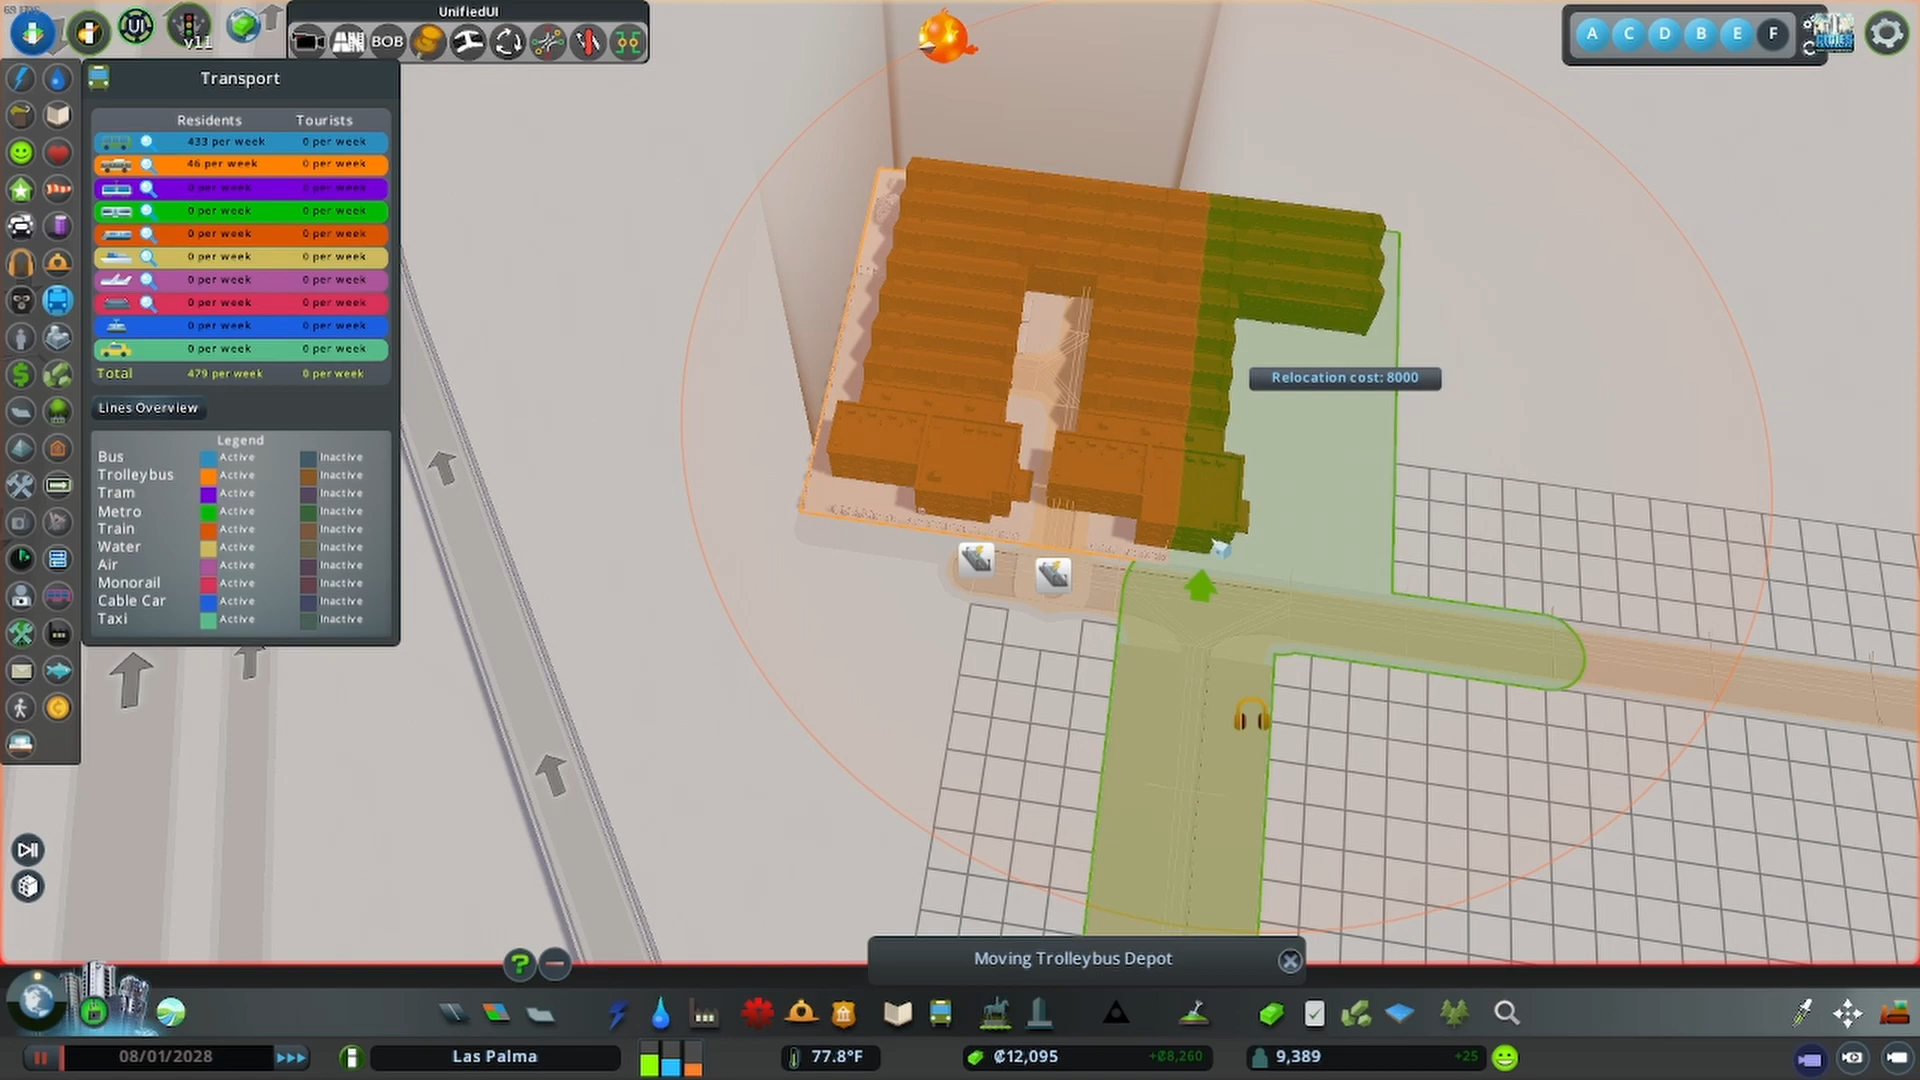 69 FPS
UnifiedUI
UI
v11
BOB
A C D B E F
Transport
Residents Tourists
433 per week 0 per week
46 per week 0 per week
0 per week 0 per week
0 per week 0 per week
0 per week 0 per week
0 per week 0 per week
0 per week 0 per week
0 per week 0 per week
0 per week 0 per week
0 per week 0 per week
Total 479 per week 0 per week
Lines Overview
Legend
Bus Active Inactive
Trolleybus Active Inactive
Tram Active Inactive
Metro Active Inactive
Train Active Inactive
Water Active Inactive
Air Active Inactive
Monorail Active Inactive
Cable Car Active Inactive
Taxi Active Inactive
Relocation cost: 8000
Moving Trolleybus Depot
08/01/2028
Las Palma
77.8°F
₡12,095 +₡8,260
9,389 +25